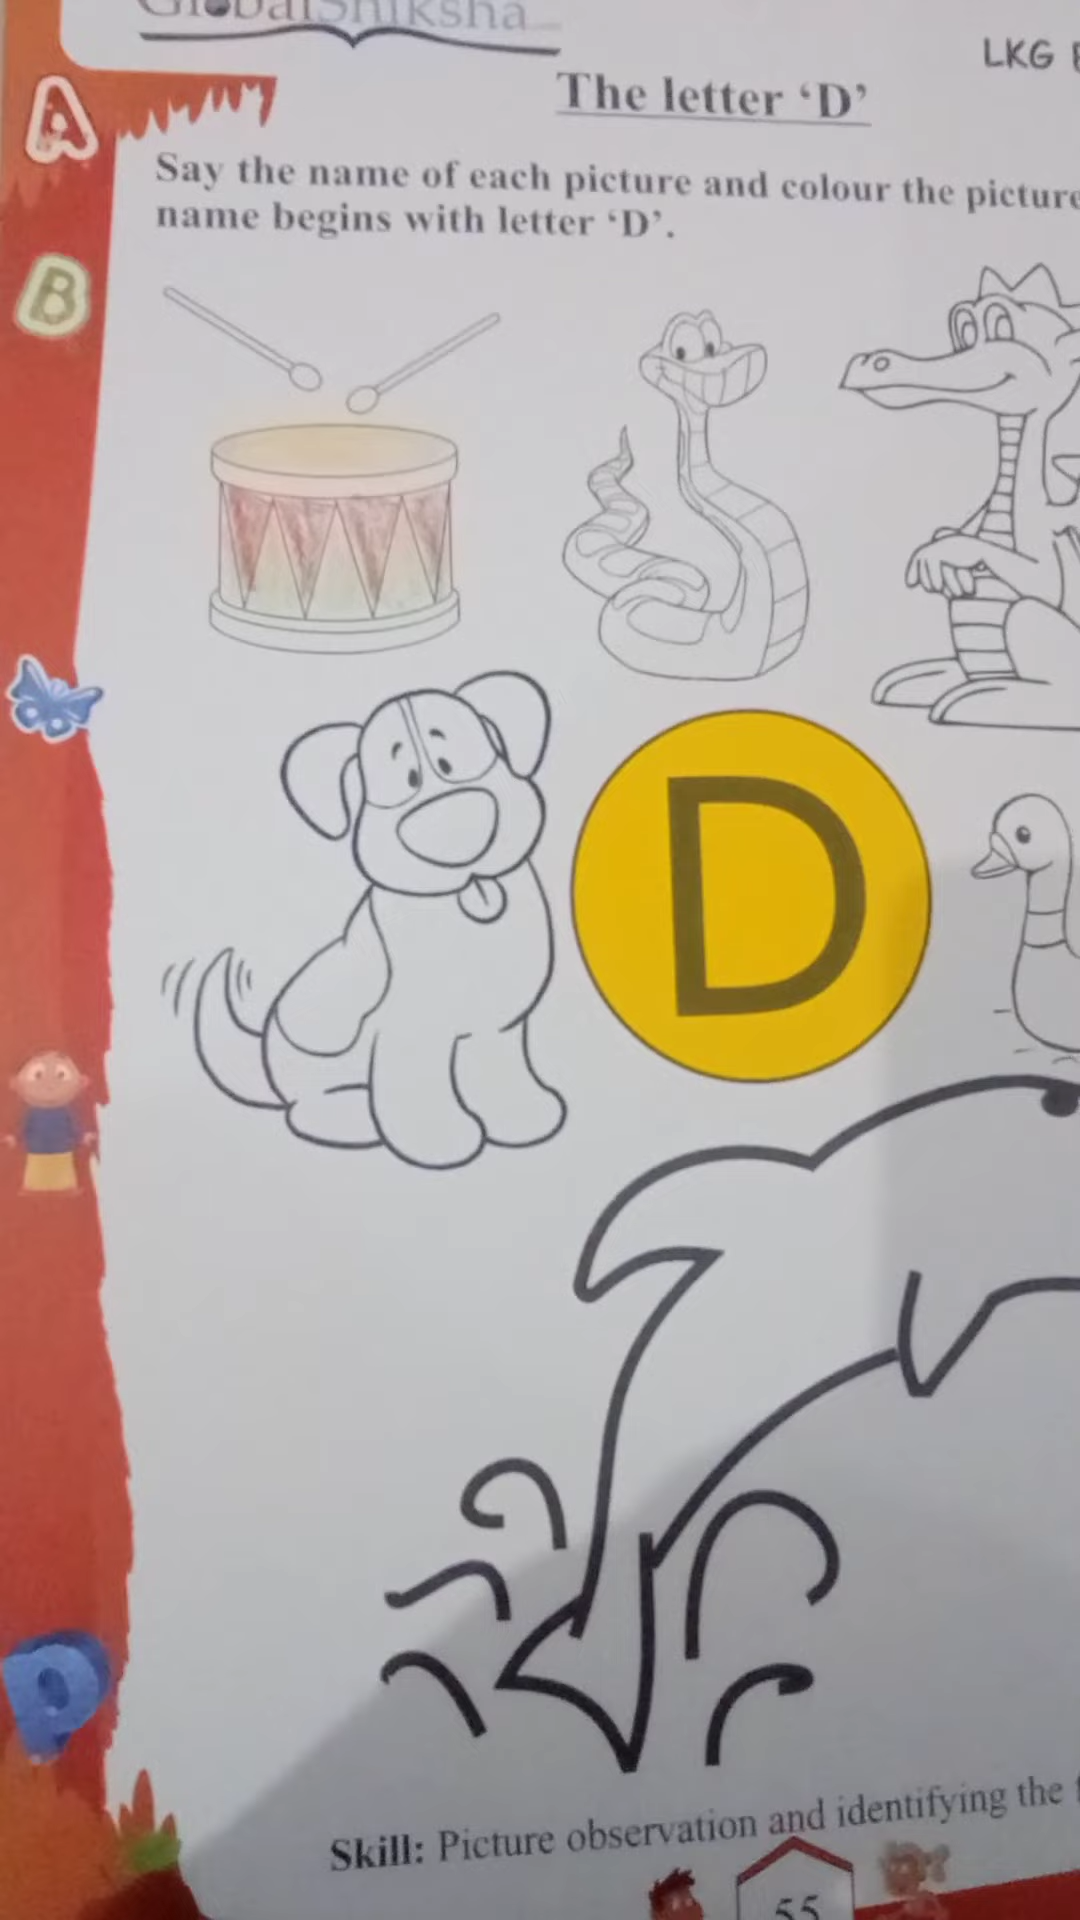 GlobalShiksha
LKG
The letter ‘D’
Say the name of each picture and colour the picture
name begins with letter ‘D’.
A
B
D
Skill: Picture observation and identifying the
55